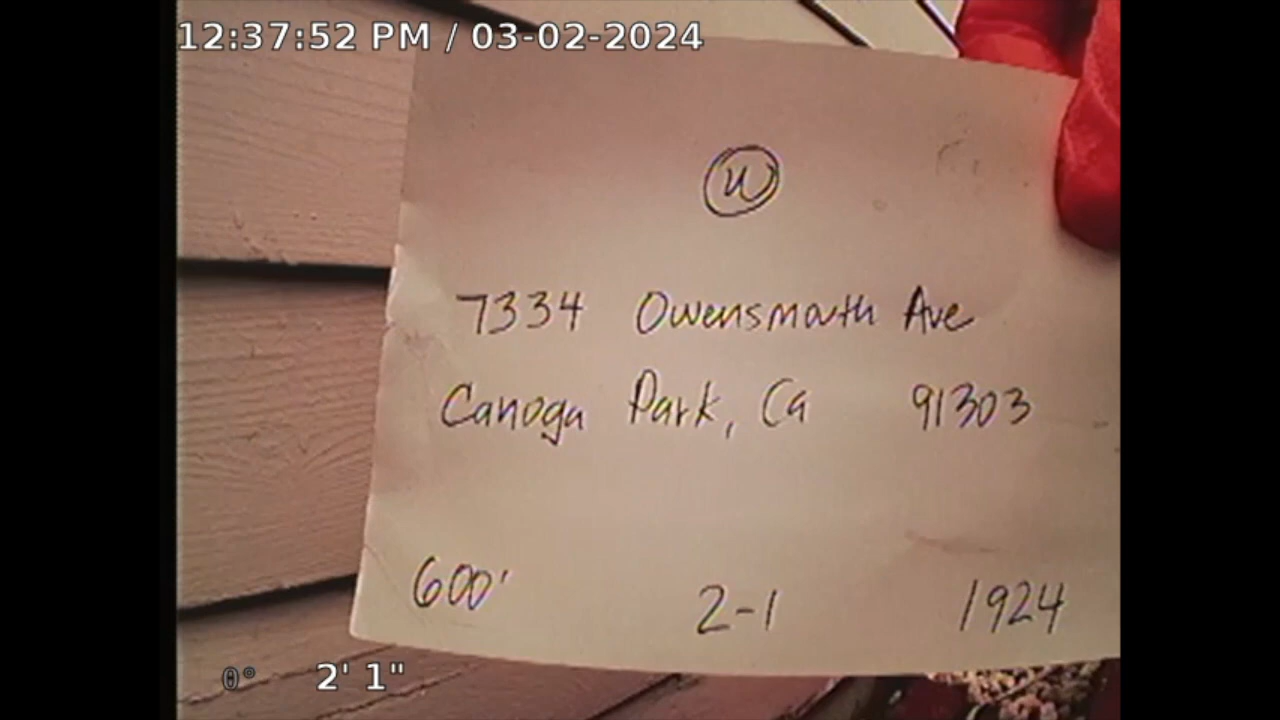 12:37:52 PM / 03-02-2024
W
7334 Owensmouth Ave
Canoga Park, Ca 91303
600' 2-1 1924
0° 2' 1"